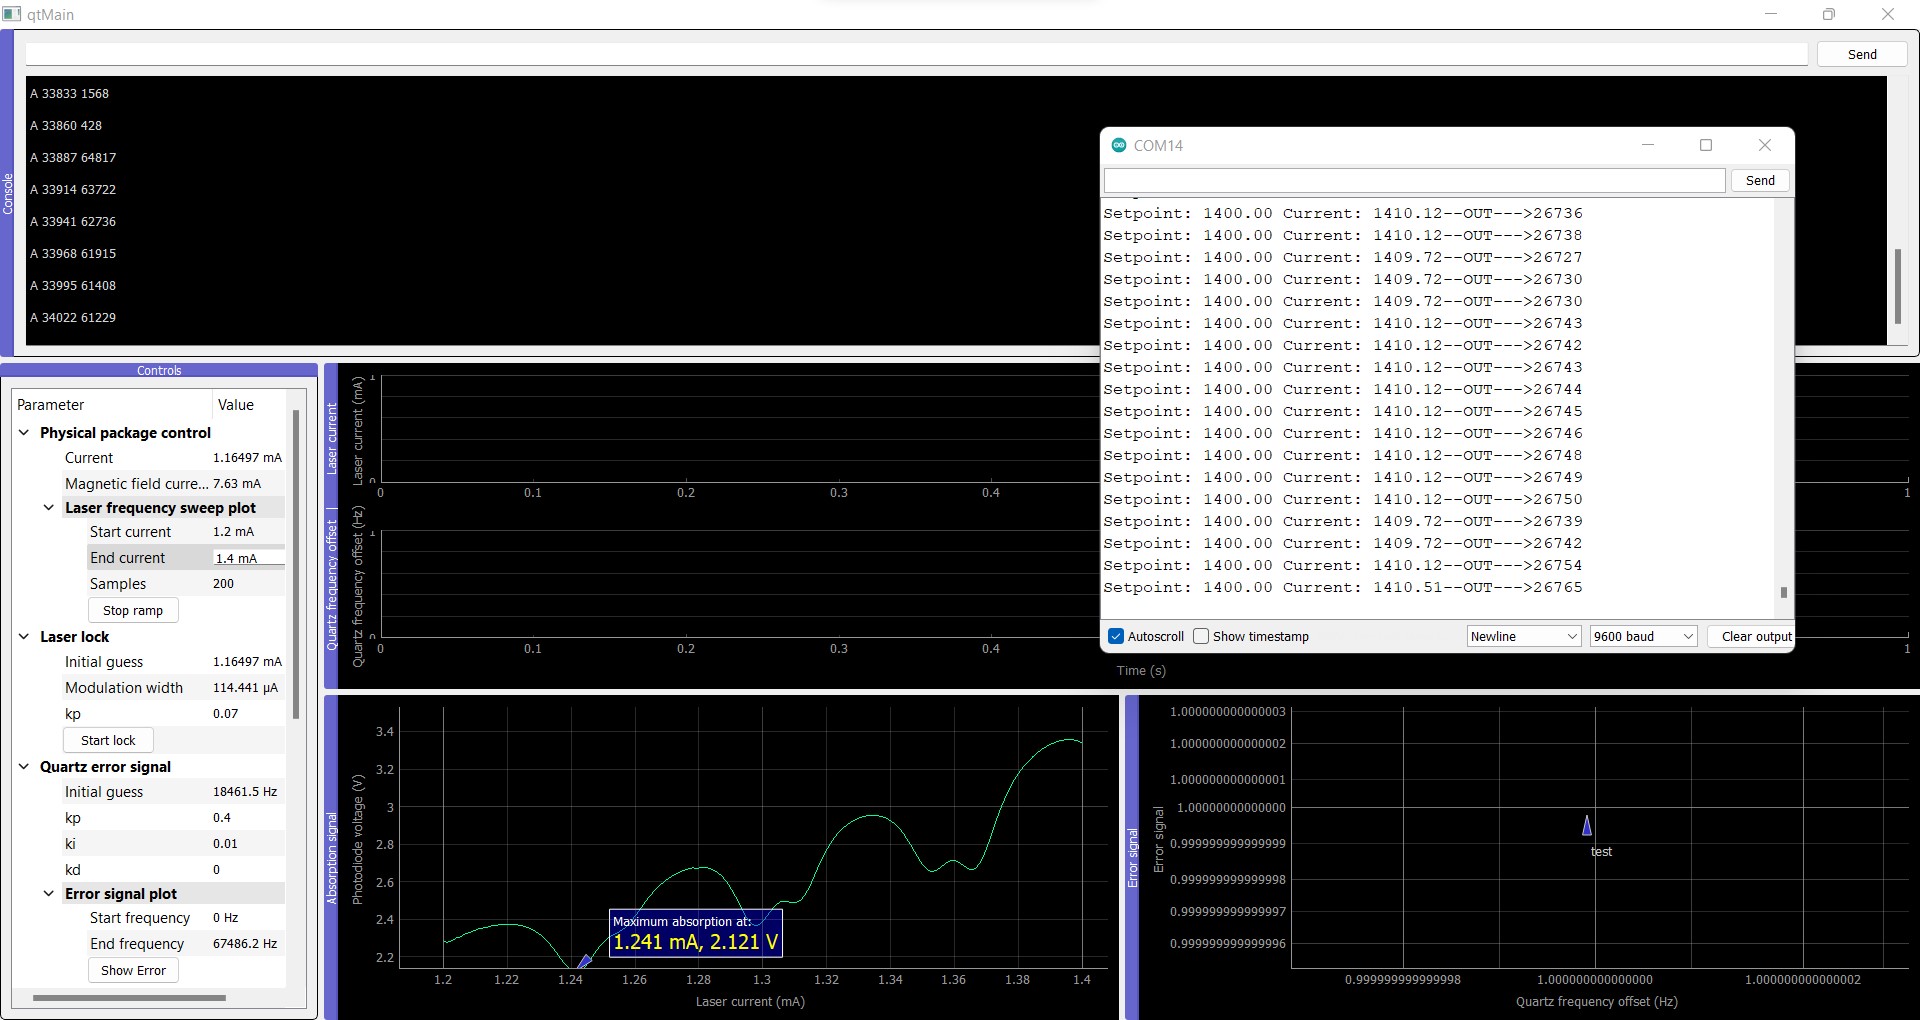 qtMain
Send
Console
A 33833 1568
A 33860 428
A 33887 64817
A 33914 63722
A 33941 62736
A 33968 61915
A 33995 61408
A 34022 61229
COM14
Send
Setpoint: 1400.00 Current: 1410.12--OUT--->26736
Setpoint: 1400.00 Current: 1410.12--OUT--->26738
Setpoint: 1400.00 Current: 1409.72--OUT--->26727
Setpoint: 1400.00 Current: 1409.72--OUT--->26730
Setpoint: 1400.00 Current: 1409.72--OUT--->26730
Setpoint: 1400.00 Current: 1410.12--OUT--->26743
Setpoint: 1400.00 Current: 1410.12--OUT--->26742
Setpoint: 1400.00 Current: 1410.12--OUT--->26743
Setpoint: 1400.00 Current: 1410.12--OUT--->26744
Setpoint: 1400.00 Current: 1410.12--OUT--->26745
Setpoint: 1400.00 Current: 1410.12--OUT--->26746
Setpoint: 1400.00 Current: 1410.12--OUT--->26748
Setpoint: 1400.00 Current: 1410.12--OUT--->26749
Setpoint: 1400.00 Current: 1410.12--OUT--->26750
Setpoint: 1400.00 Current: 1409.72--OUT--->26739
Setpoint: 1400.00 Current: 1409.72--OUT--->26742
Setpoint: 1400.00 Current: 1410.12--OUT--->26754
Setpoint: 1400.00 Current: 1410.51--OUT--->26765
Autoscroll Show timestamp Newline 9600 baud Clear output
Controls
Parameter Value
Physical package control
Current 1.16497 mA
Magnetic field curre... 7.63 mA
Laser frequency sweep plot
Start current 1.2 mA
End current 1.4 mA
Samples 200
Stop ramp
Laser lock
Initial guess 1.16497 mA
Modulation width 114.441 µA
kp 0.07
Start lock
Quartz error signal
Initial guess 18461.5 Hz
kp 0.4
ki 0.01
kd 0
Error signal plot
Start frequency 0 Hz
End frequency 67486.2 Hz
Show Error
Laser current
Laser current (mA)
1
0
0 0.1 0.2 0.3 0.4 1
Quartz frequency offset
Quartz frequency offset (Hz)
1
0
0 0.1 0.2 0.3 0.4 1
Time (s)
Absorption signal
Photodiode voltage (V)
3.4
3.2
3
2.8
2.6
2.4
2.2
Maximum absorption at:
1.241 mA, 2.121 V
1.2 1.22 1.24 1.26 1.28 1.3 1.32 1.34 1.36 1.38 1.4
Laser current (mA)
Error signal
Error signal
1.000000000000003
1.000000000000002
1.000000000000001
1.00000000000000
0.999999999999999
0.999999999999998
0.999999999999997
0.999999999999996
test
0.999999999999998 1.000000000000000 1.000000000000002
Quartz frequency offset (Hz)